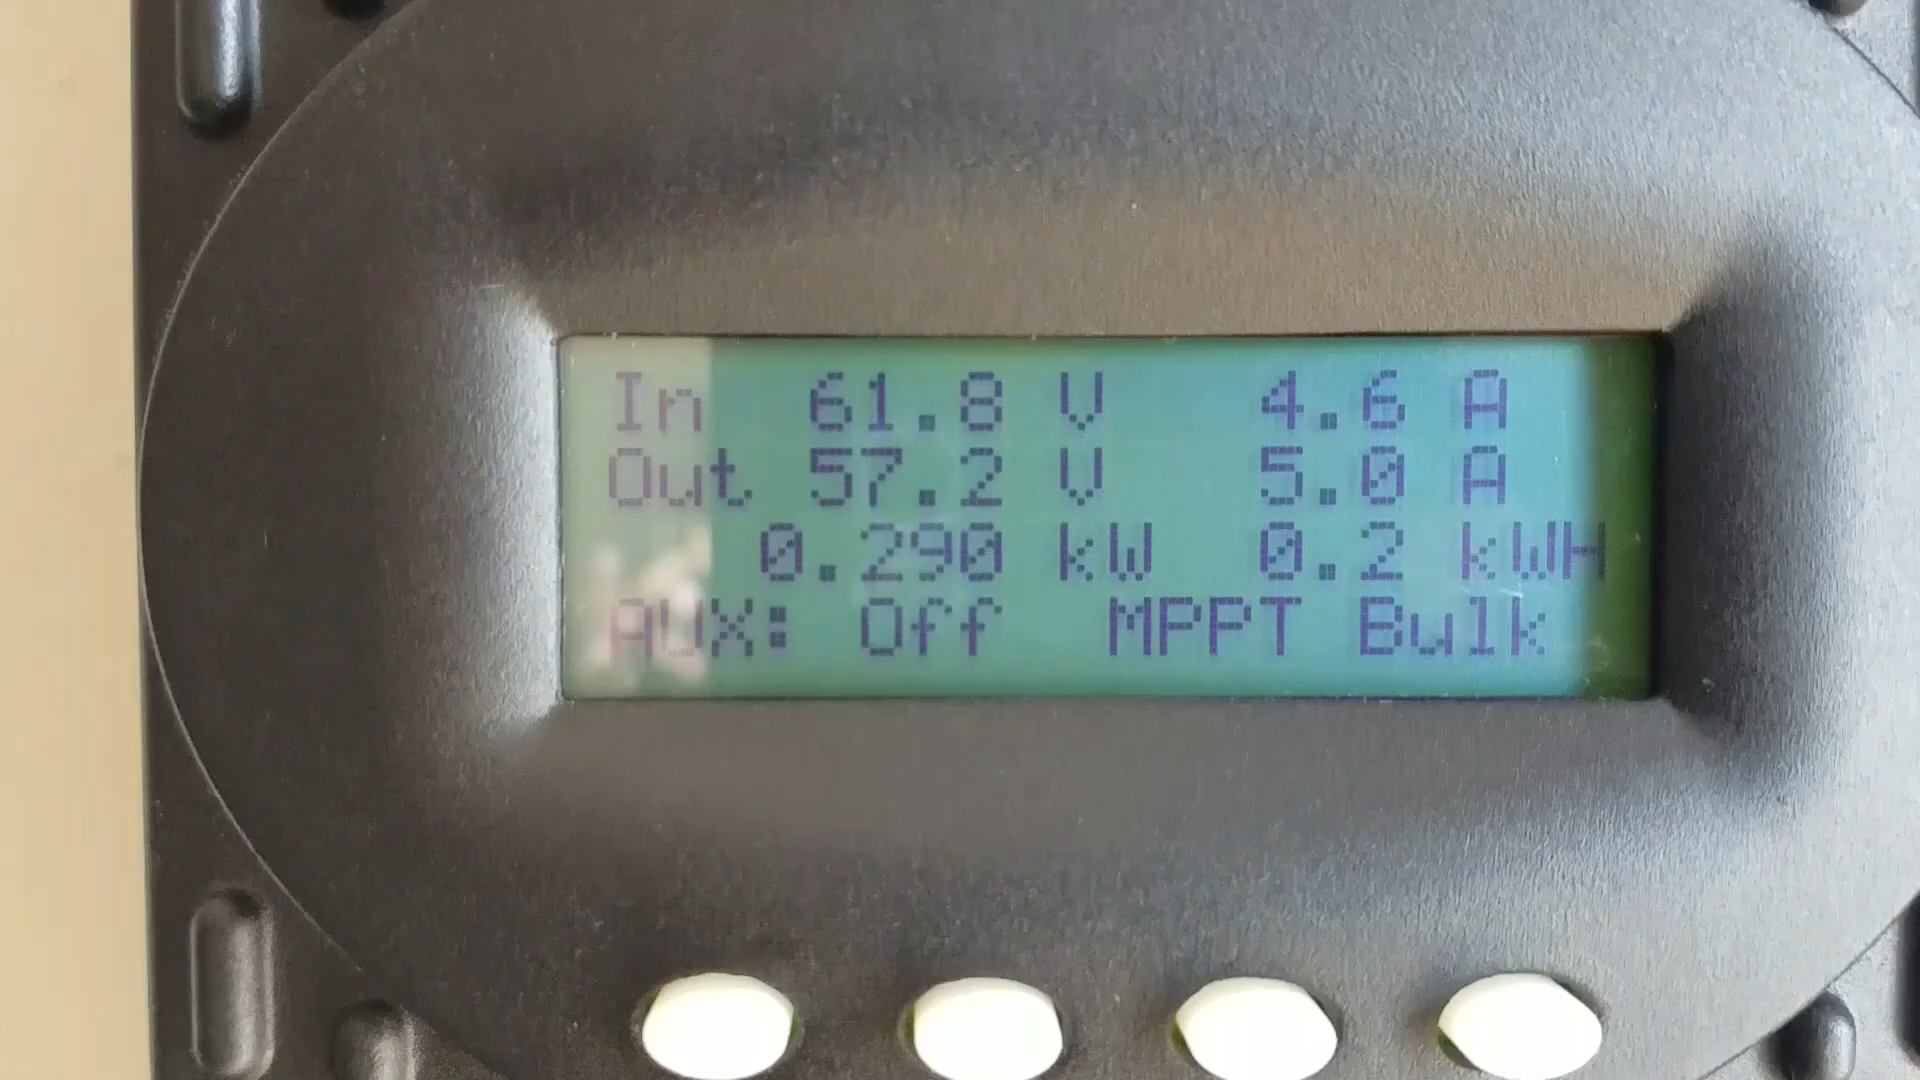 In 61.8 V 4.6 A
Out 57.2 V 5.0 A
0.290 kW 0.2 kWH
AUX: Off MPPT Bulk